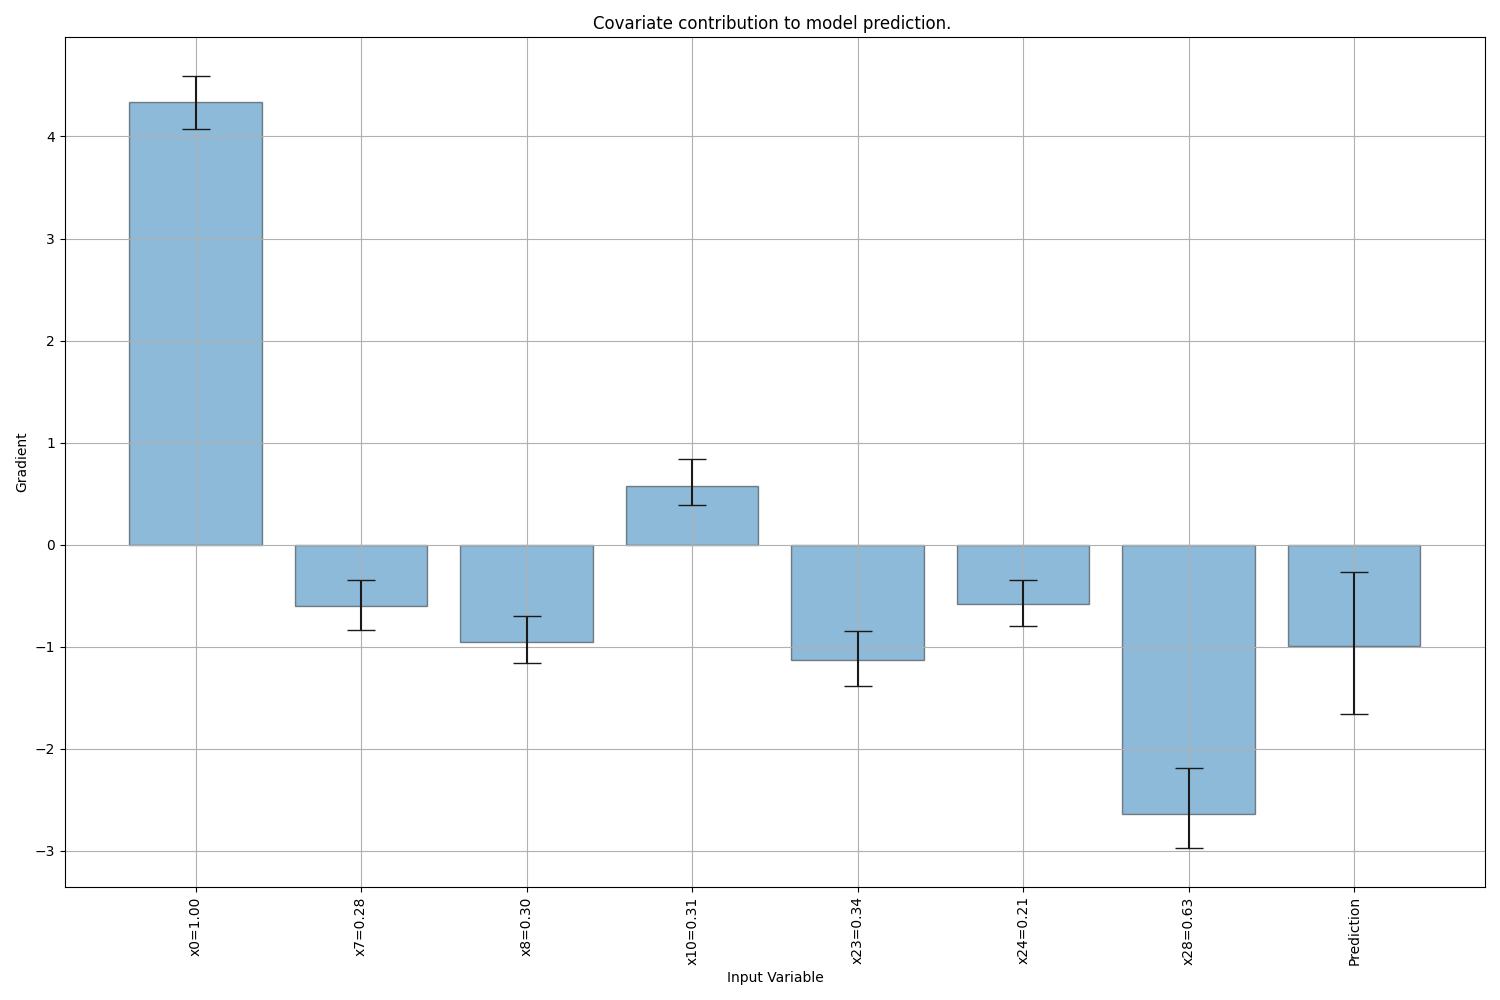 Covariate contribution to model prediction.
Gradient
4
3
2
1
0
−1
−2
−3
x0=1.00
x7=0.28
x8=0.30
x10=0.31
x23=0.34
x24=0.21
x28=0.63
Prediction
Input Variable